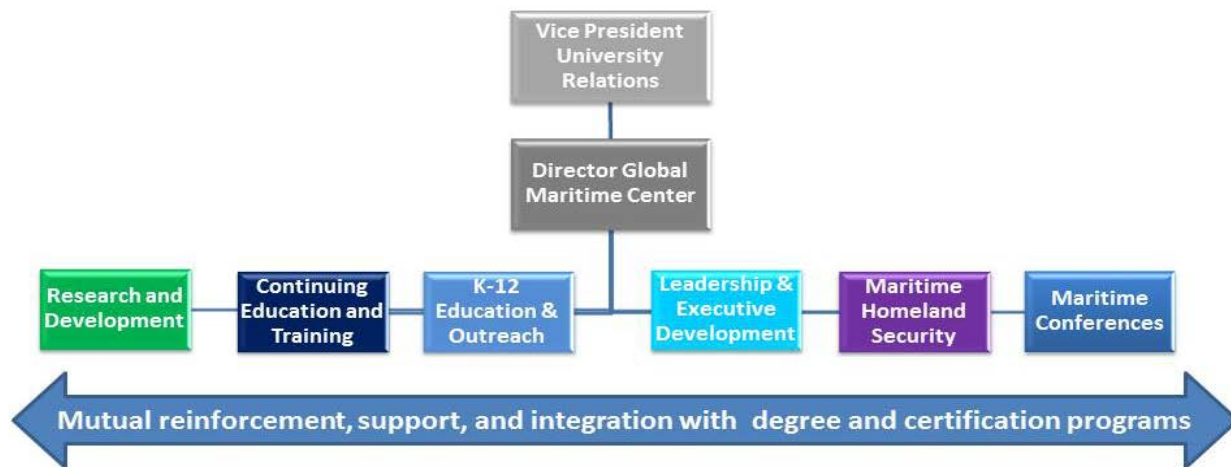 Vice President
University
Relations
Director Global
Maritime Center
Research and
Development
Continuing
Education and
Training
K-12
Education &
Outreach
Leadership &
Executive
Development
Maritime
Homeland
Security
Maritime
Conferences
Mutual reinforcement, support, and integration with degree and certification programs